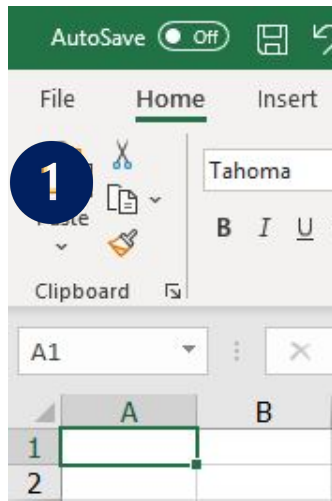 AutoSave Off
File Home Insert
1
Tahoma
B I U
Clipboard
A1
A B
1
2